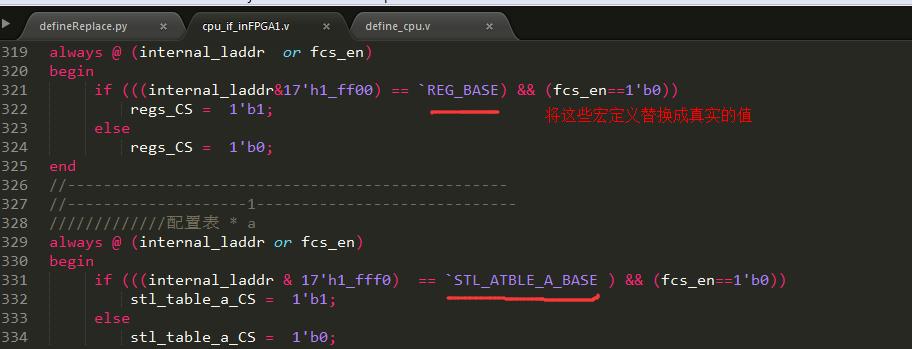 defineReplace.py × cpu_if_inFPGA1.v × define_cpu.v ×
319 always @ (internal_laddr or fcs_en)
320 begin
321 if (((internal_laddr&17'h1_ff00) == `REG_BASE) && (fcs_en==1'b0))
322 regs_CS = 1'b1;
将这些宏定义替换成真实的值
323 else
324 regs_CS = 1'b0;
325 end
326 //-------------------------------------------------
327 //--------------------1-----------------------------
328 /////////////配置表 * a
329 always @ (internal_laddr or fcs_en)
330 begin
331 if (((internal_laddr & 17'h1_fff0) == `STL_ATBLE_A_BASE ) && (fcs_en==1'b0))
332 stl_table_a_CS = 1'b1;
333 else
334 stl_table_a_CS = 1'b0;